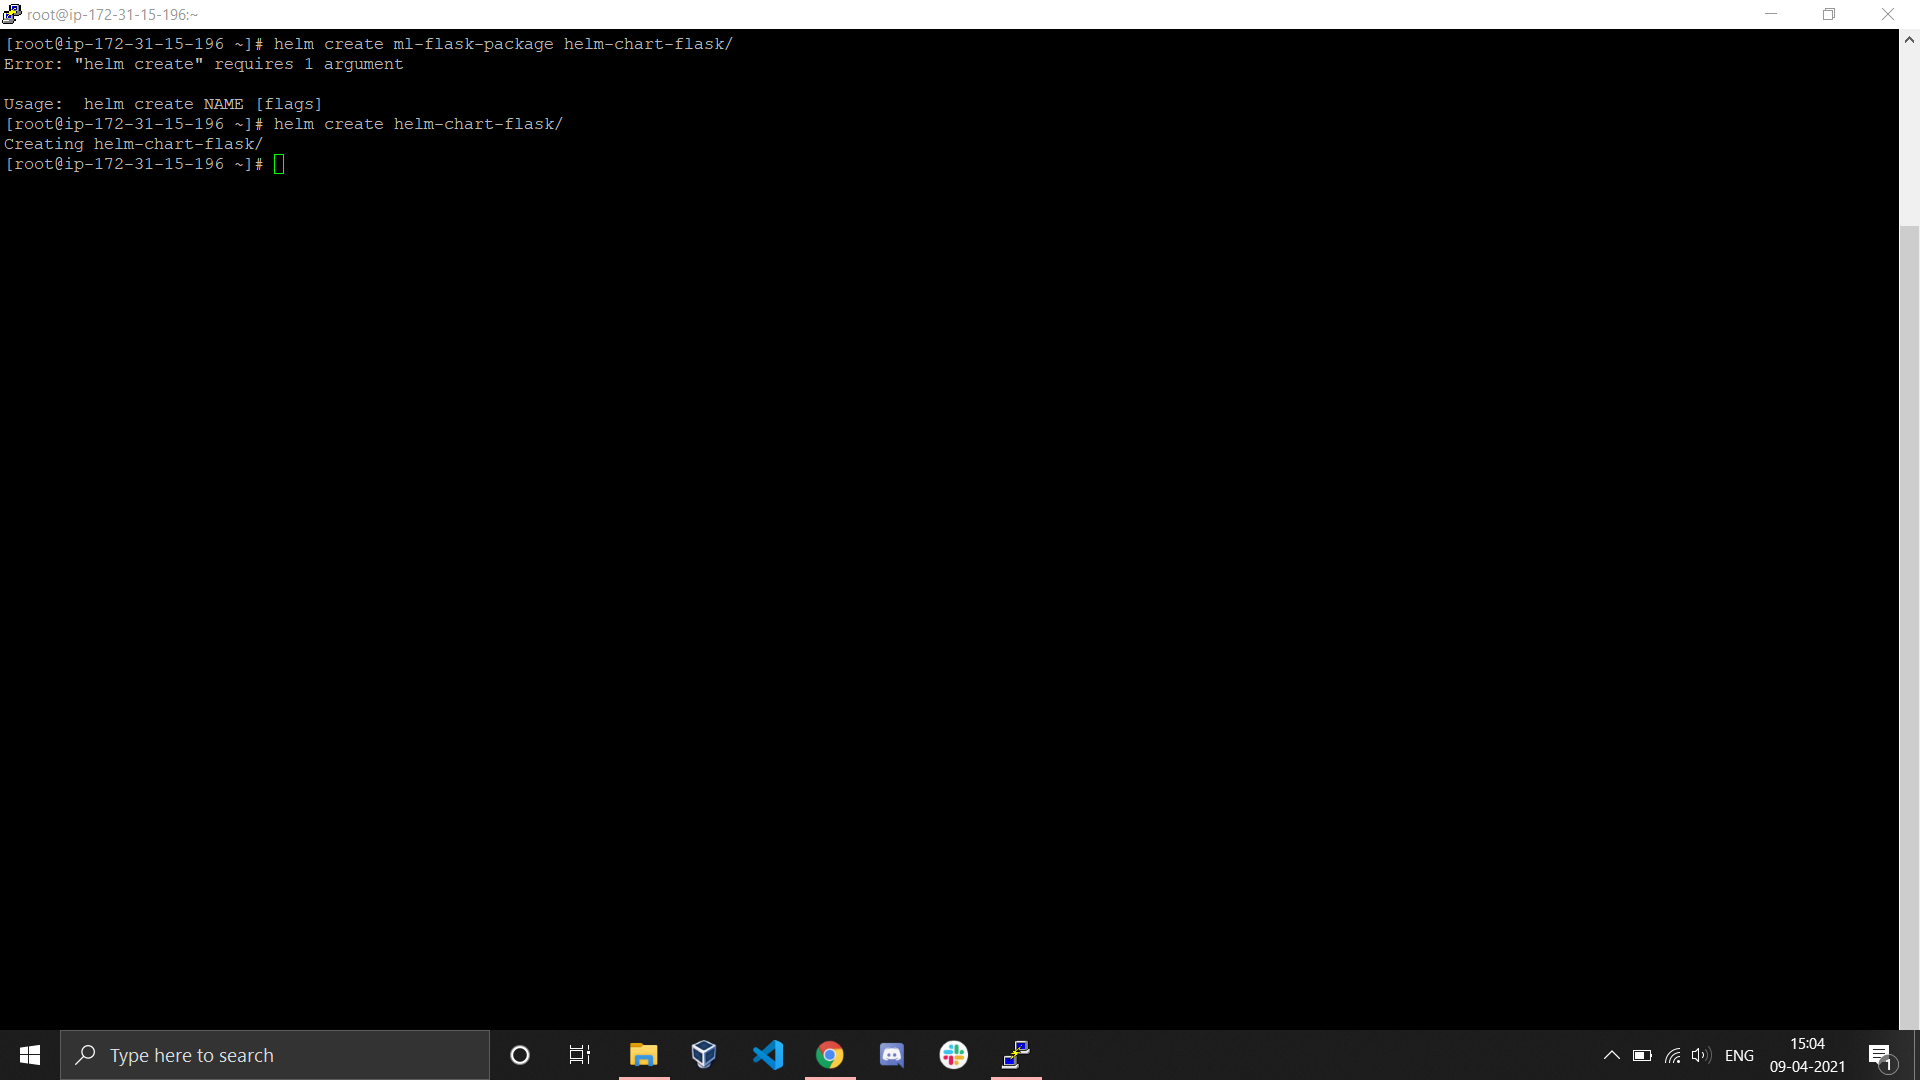 root@ip-172-31-15-196:~
[root@ip-172-31-15-196 ~]# helm create ml-flask-package helm-chart-flask/
Error: "helm create" requires 1 argument
Usage:  helm create NAME [flags]
[root@ip-172-31-15-196 ~]# helm create helm-chart-flask/
Creating helm-chart-flask/
[root@ip-172-31-15-196 ~]#
Type here to search
ENG
15:04
09-04-2021
1